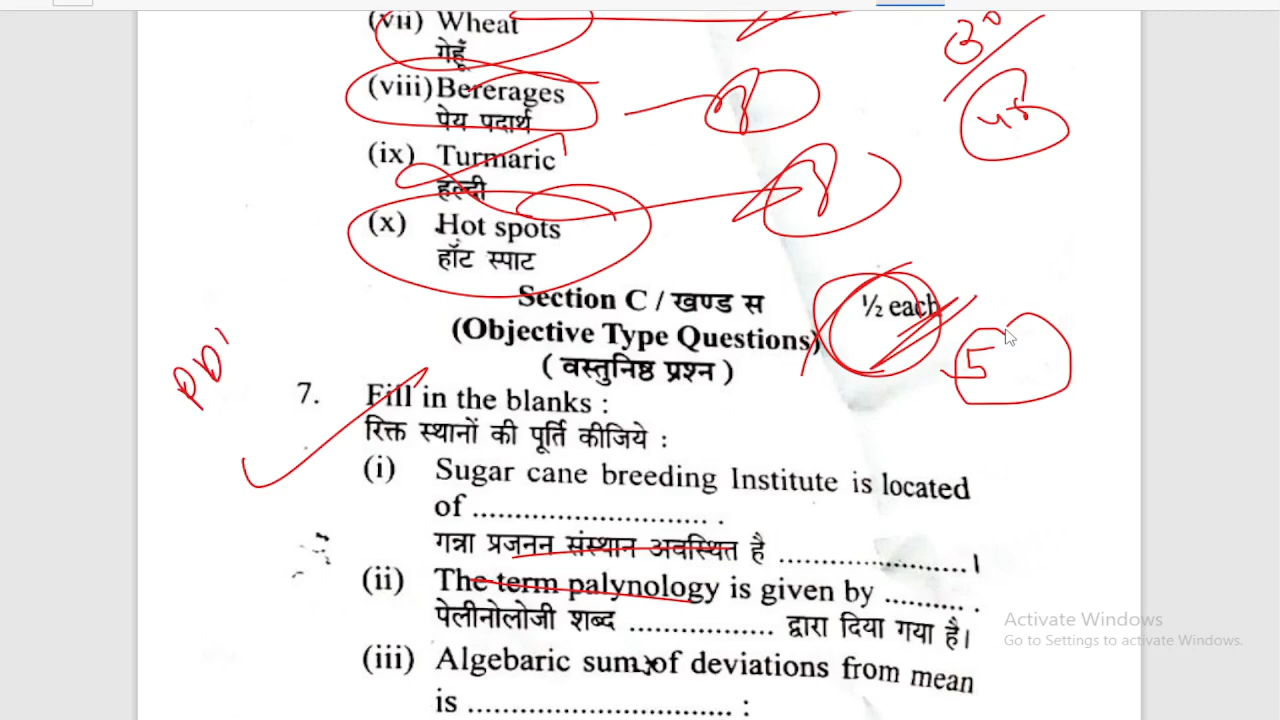 (vii) Wheat
गेहूँ
(viii) Bererages
पेय पदार्थ
(ix) Turmaric
हल्दी
(x) Hot spots
हॉट स्पाट
Section C / खण्ड स
½ each
(Objective Type Questions)
( वस्तुनिष्ठ प्रश्न )
5
7. Fill in the blanks :
रिक्त स्थानों की पूर्ति कीजिये :
(i) Sugar cane breeding Institute is located
of ............................ .
गन्ना प्रजनन संस्थान अवस्थित है ......................।
(ii) The term palynology is given by .......... .
पेलीनोलोजी शब्द ................. द्वारा दिया गया है।
(iii) Algebaric sum of deviations from mean
is ............................... :
Activate Windows
Go to Settings to activate Windows.